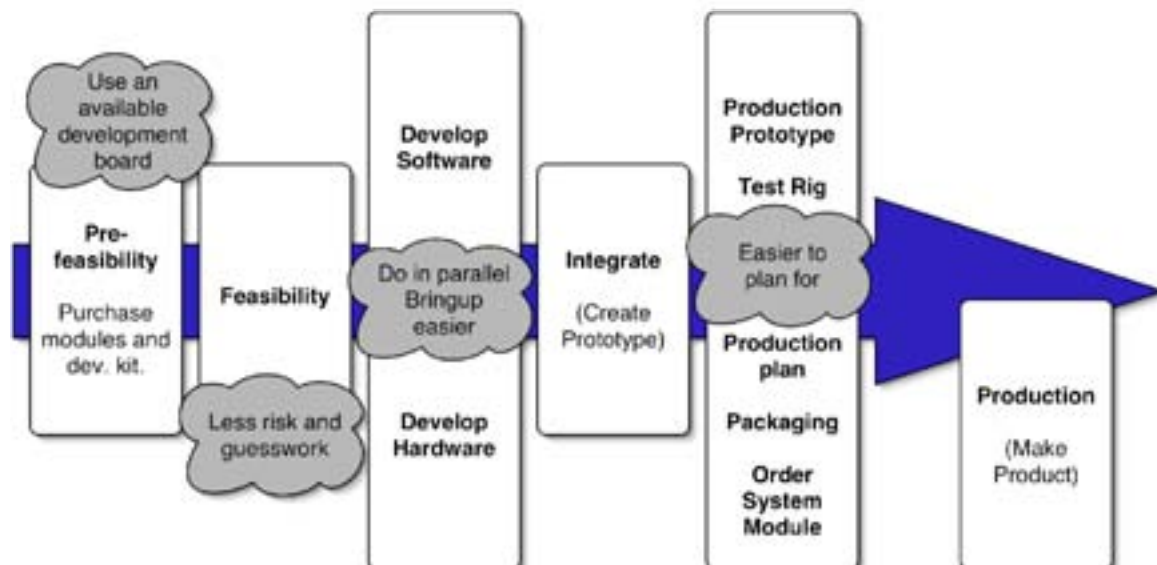 Use an
available
development
board
Pre-
feasibility
Purchase
modules and
dev. kit.
Feasibility
Less risk and
guesswork
Develop
Software
Do in parallel
Bringup
easier
Develop
Hardware
Integrate
(Create
Prototype)
Production
Prototype
Test Rig
Easier to
plan for
Production
plan
Packaging
Order
System
Module
Production
(Make
Product)